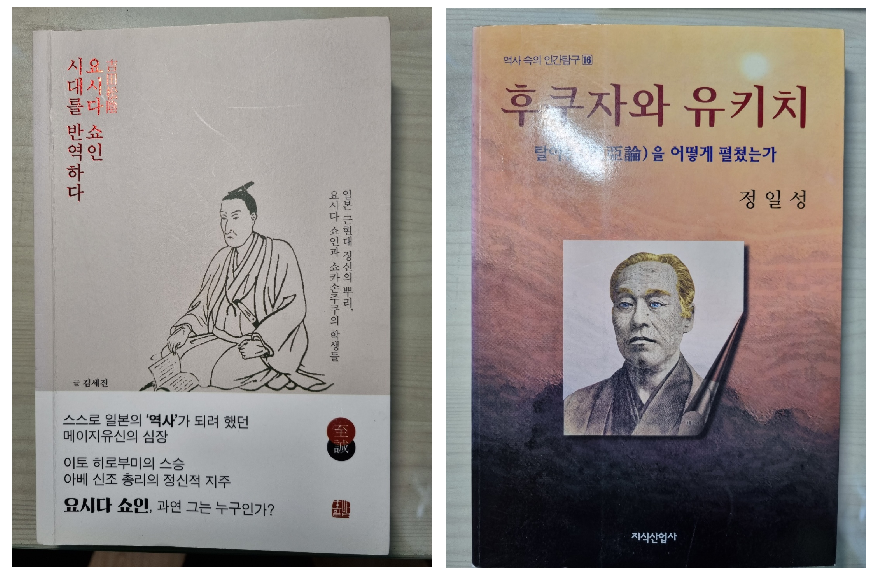 吉田松陰
요시다 쇼인
시대를 반역하다
일본 근현대 정신의 뿌리,
요시다 쇼인과 쇼카손주쿠의 학생들
글 김세진
스스로 일본의 '역사'가 되려 했던
메이지유신의 심장
이토 히로부미의 스승
아베 신조 총리의 정신적 지주
요시다 쇼인, 과연 그는 누구인가?
至誠
역사 속의 인간탐구 16
후쿠자와 유키치
을 어떻게 펼쳤는가
정일성
지식산업사